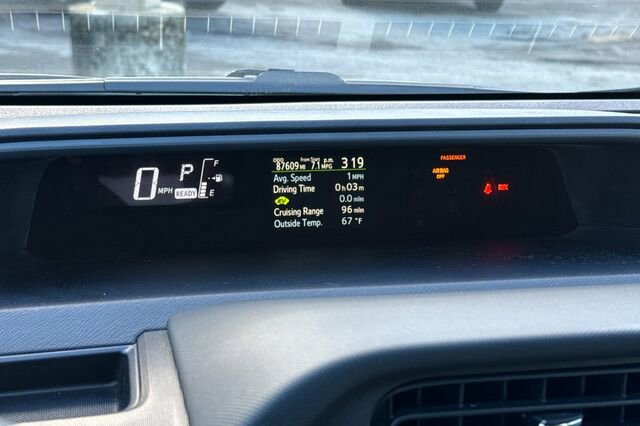 0 MPH P READY F E
ODO 87609 MI from Start 7.1 MPG p.m. 3 19
Avg. Speed 1 MPH
Driving Time 0 h 03 m
EV 0.0 min
Cruising Range 96 mi
Outside Temp. 67 °F
PASSENGER
AIRBAG
OFF